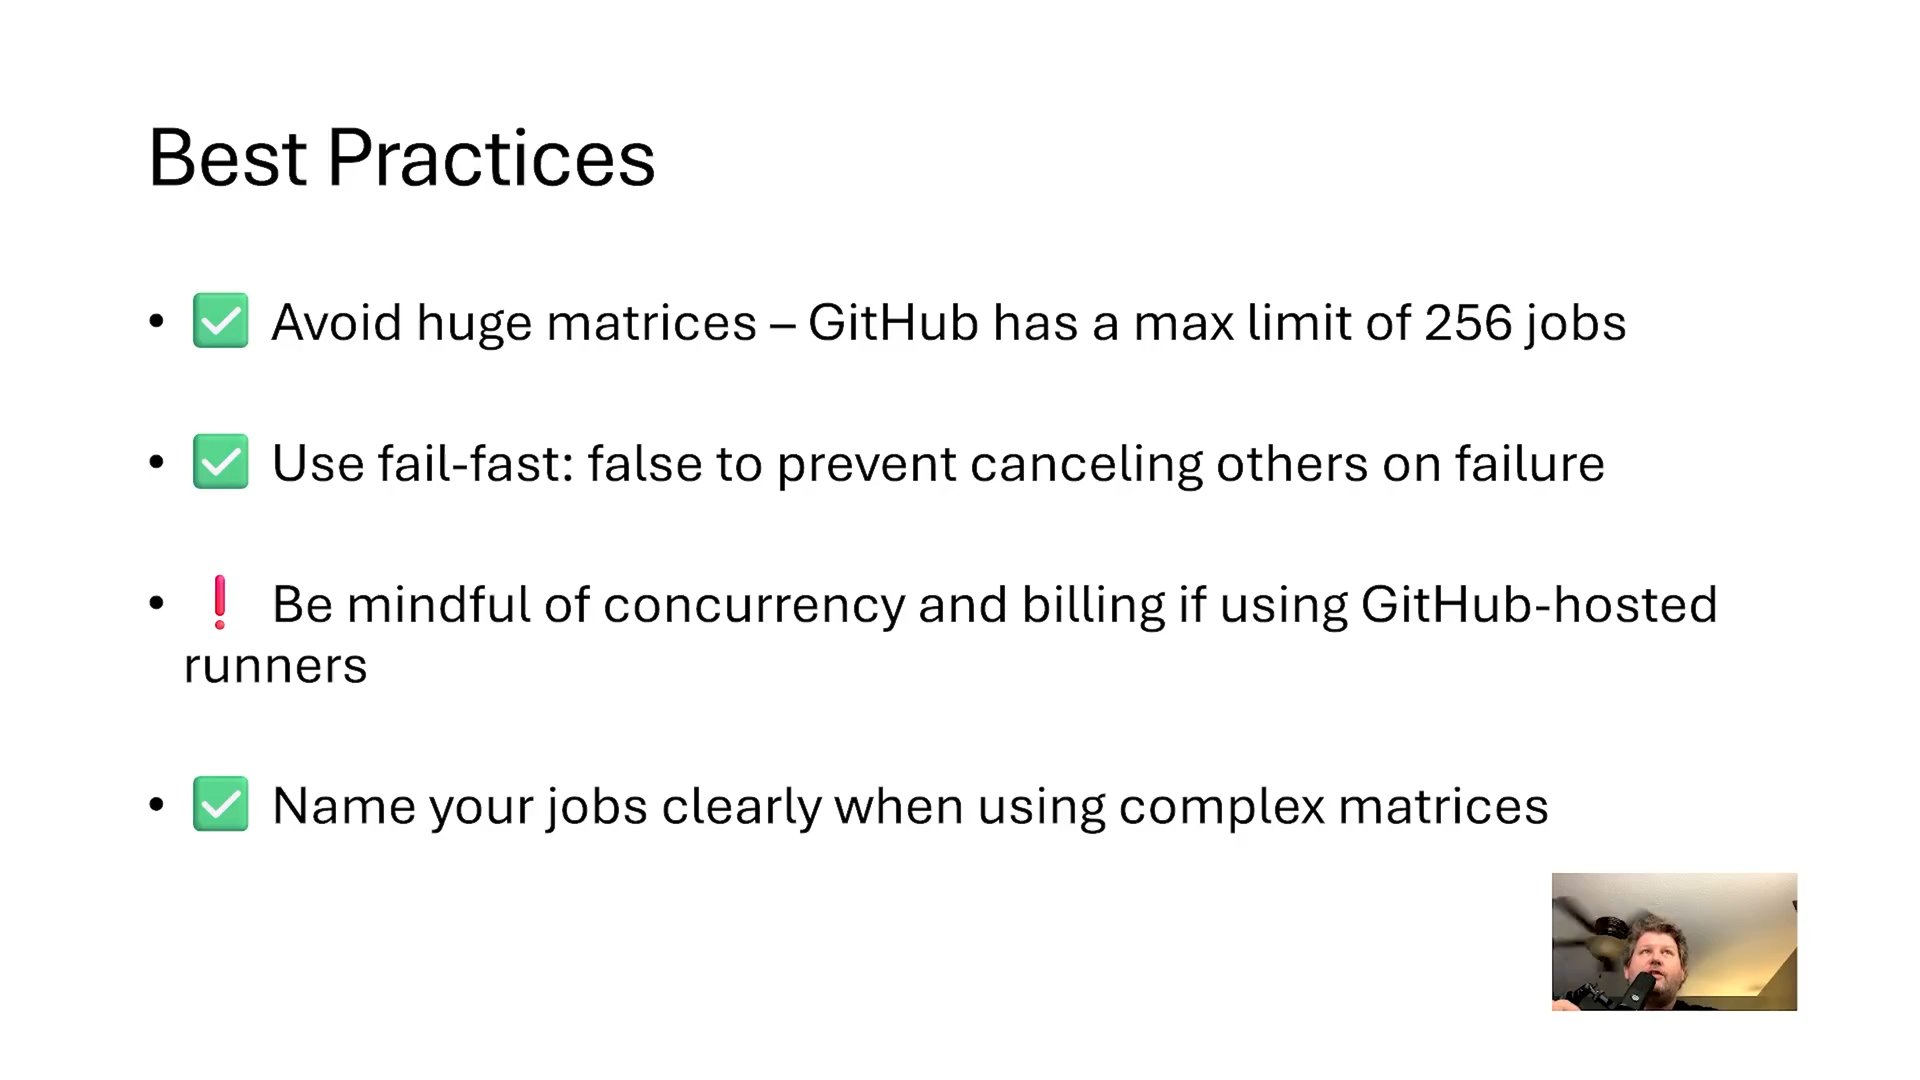 Best Practices
• ✅ Avoid huge matrices – GitHub has a max limit of 256 jobs
• ✅ Use fail-fast: false to prevent canceling others on failure
• ❗ Be mindful of concurrency and billing if using GitHub-hosted
runners
• ✅ Name your jobs clearly when using complex matrices